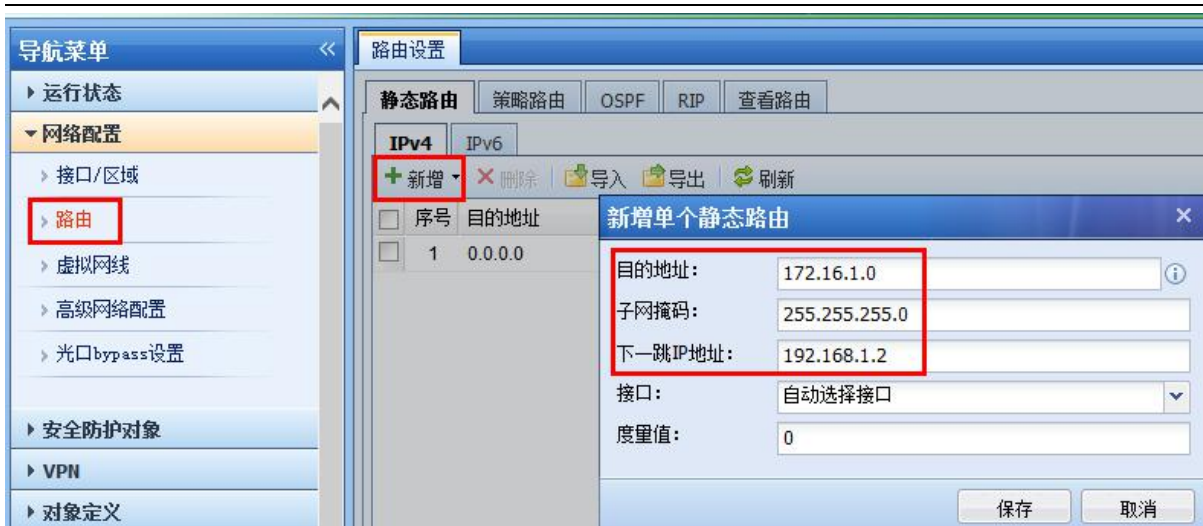 导航菜单
路由设置
运行状态
静态路由 策略路由 OSPF RIP 查看路由
网络配置
IPv4 IPv6
接口/区域
新增 删除 导入 导出 刷新
路由
序号 目的地址
新增单个静态路由
1 0.0.0.0
虚拟网线
目的地址: 172.16.1.0
高级网络配置
子网掩码: 255.255.255.0
光口bypass设置
下一跳IP地址: 192.168.1.2
接口: 自动选择接口
安全防护对象
度量值: 0
VPN
对象定义
保存 取消